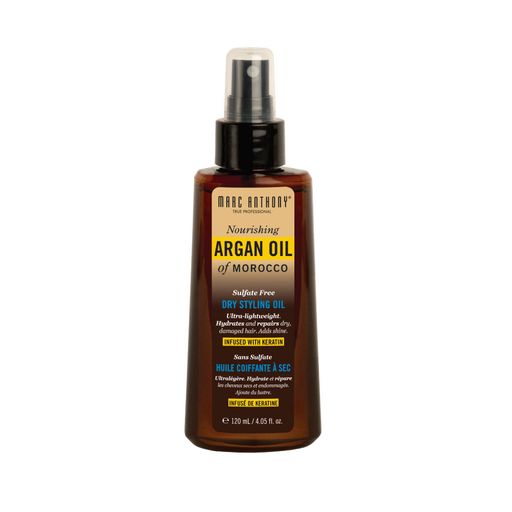 MARC ANTHONY®
TRUE PROFESSIONAL
Nourishing
ARGAN OIL
of MOROCCO
Sulfate Free
DRY STYLING OIL
Ultra-lightweight.
Hydrates and repairs dry,
damaged hair. Adds shine.
INFUSED WITH KERATIN
Sans Sulfate
HUILE COIFFANTE À SEC
Ultralégère. Hydrate et répare
les cheveux secs et endommagés.
Ajoute du lustre.
INFUSÉ DE KERATINE
℮ 120 mL / 4.05 fl. oz.